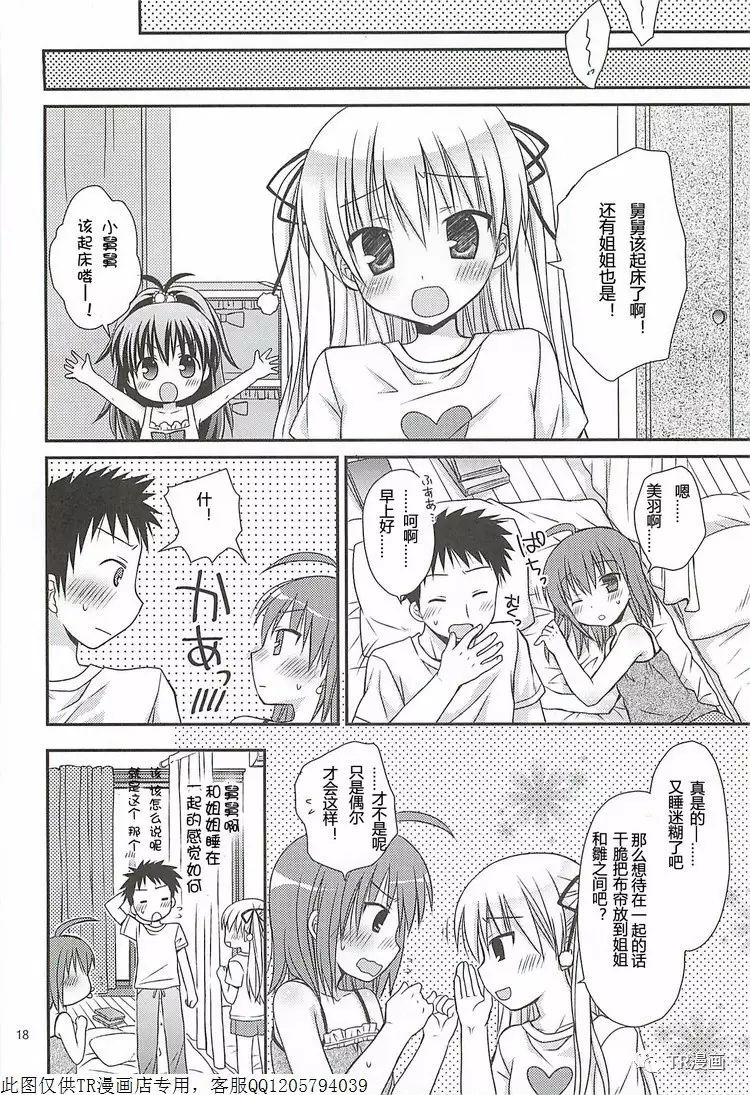 舅舅该起床了啊!
还有姐姐也是!
小舅舅
该起床喽—!
嗯……
美羽啊……
ふぁぁ…
……呵啊
早上好
ぱちっ
むくっ
什!
かぁっ////
真是的—
又睡迷糊了吧
那么想待在一起的话
干脆把布帘放到姐姐
和雏之间吧?
……才不是呢
只是偶尔
才会这样!
舅舅啊
和姐姐睡在
一起的感觉如何
该 该怎么说呢
就是这个 那个
18
TR漫画
此图仅供TR漫画店专用,客服QQ1205794039